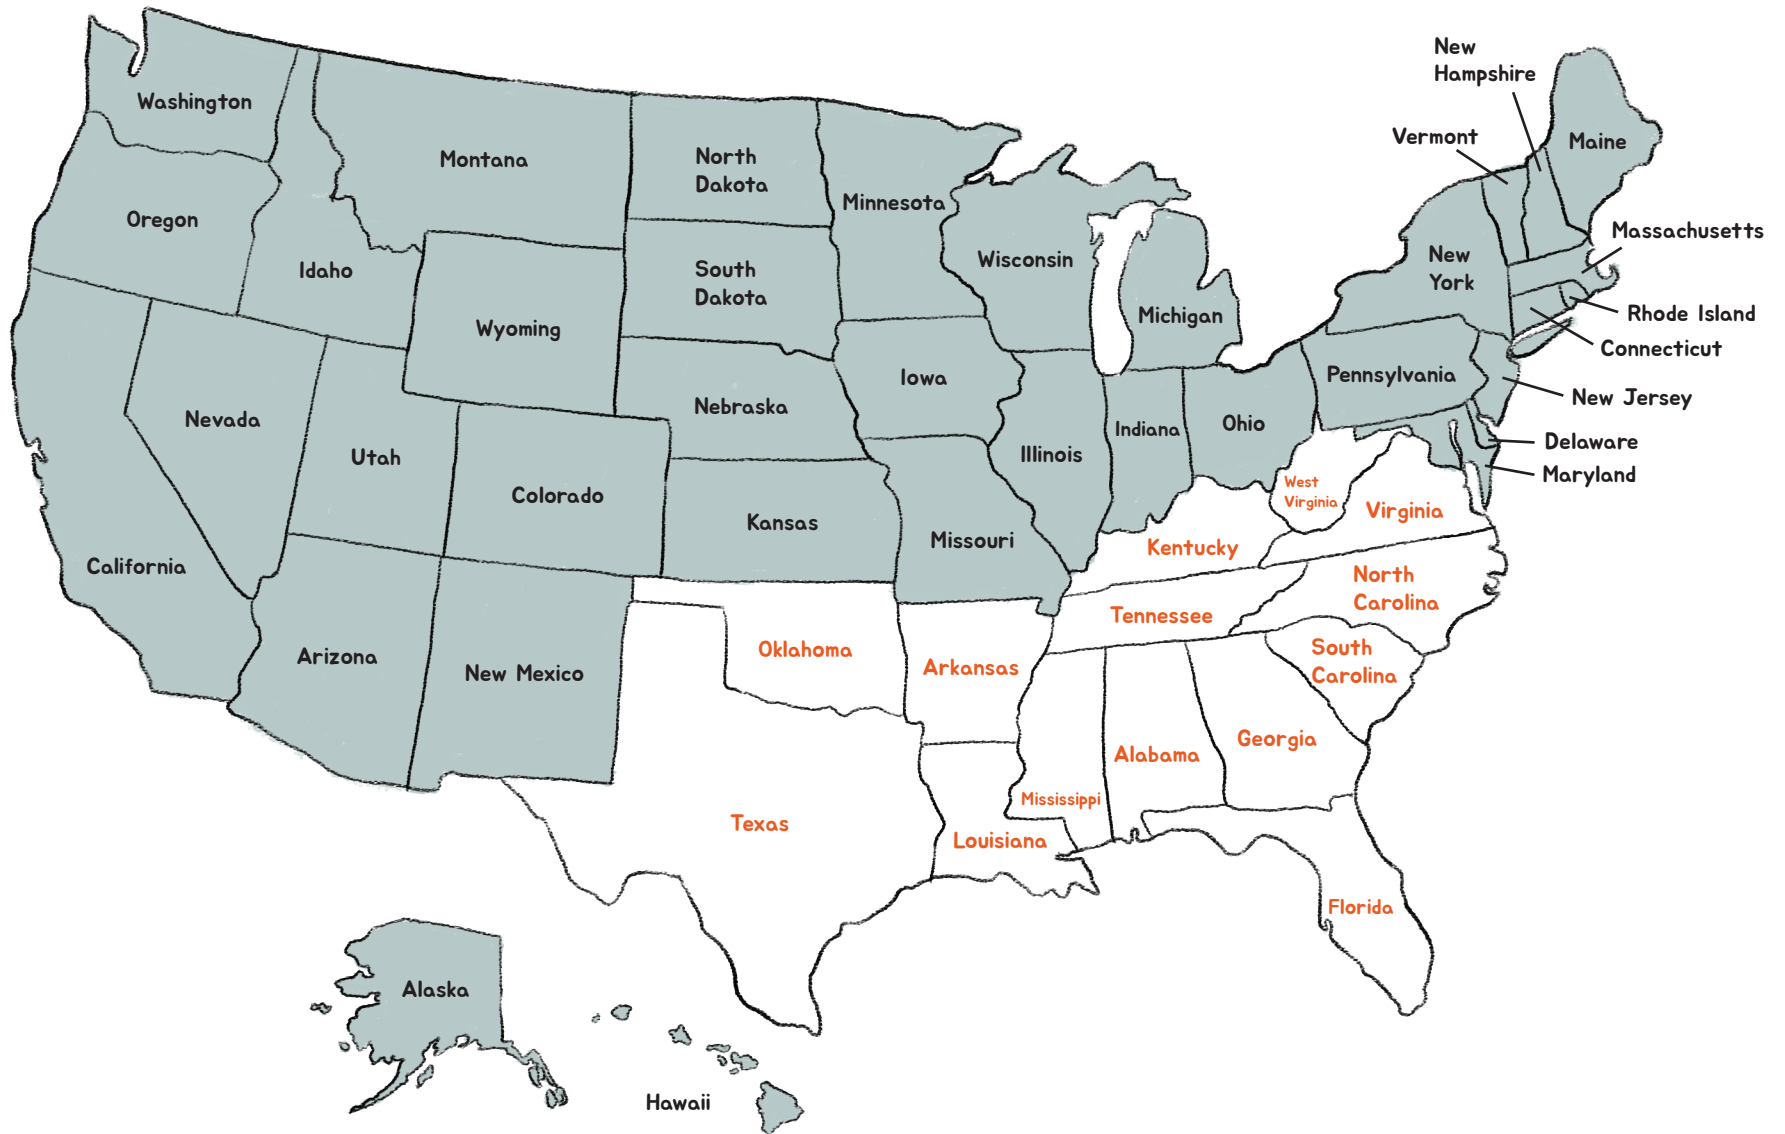 New
Hampshire
Vermont
Maine
Washington
Montana
North
Dakota
Minnesota
Oregon
Idaho
South
Dakota
Wisconsin
New
York
Massachusetts
Wyoming
Michigan
Rhode Island
Connecticut
Iowa
Pennsylvania
New Jersey
Nevada
Nebraska
Illinois
Indiana
Ohio
Delaware
Maryland
Utah
Colorado
Kansas
Missouri
West
Virginia
Virginia
California
Kentucky
North
Carolina
Tennessee
Arizona
New Mexico
Oklahoma
Arkansas
South
Carolina
Texas
Louisiana
Mississippi
Alabama
Georgia
Florida
Alaska
Hawaii